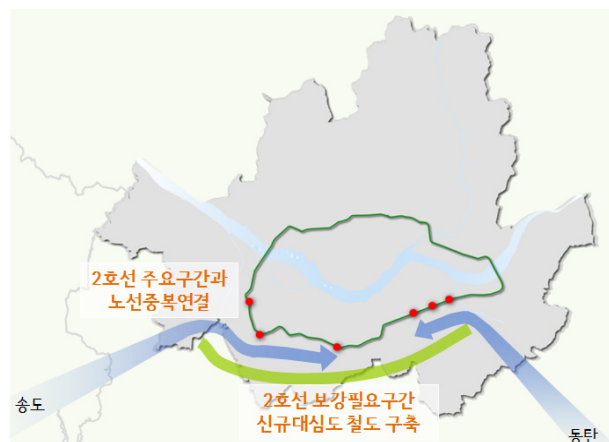 2호선 주요구간과
노선중복연결
송도
2호선 보강필요구간
신규대심도 철도 구축
동탄